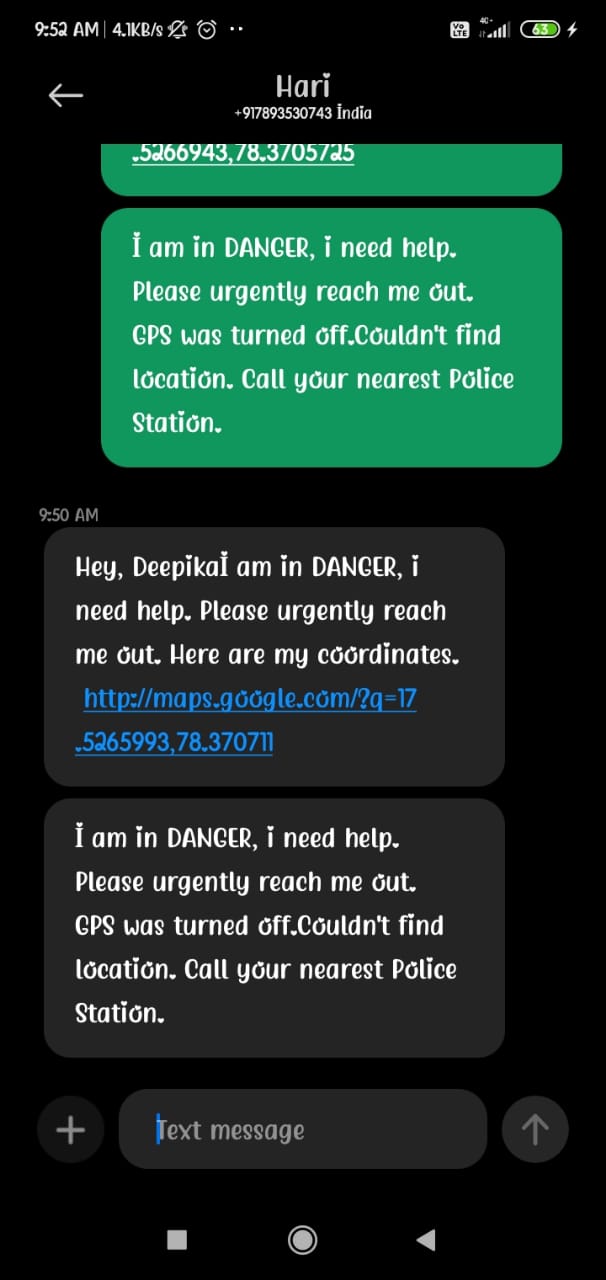 9:52 AM | 4.1KB/s
Vo LTE 4G 63
Hari
+917893530743 İndia
.5266943,78.3705725
İ am in DANGER, i need help.
Please urgently reach me out.
GPS was turned off.Couldn't find
location. Call your nearest Police
Station.
9:50 AM
Hey, Deepikaİ am in DANGER, i
need help. Please urgently reach
me out. Here are my coordinates.
http://maps.google.com/?q=17
.5265993,78.370711
İ am in DANGER, i need help.
Please urgently reach me out.
GPS was turned off.Couldn't find
location. Call your nearest Police
Station.
Text message